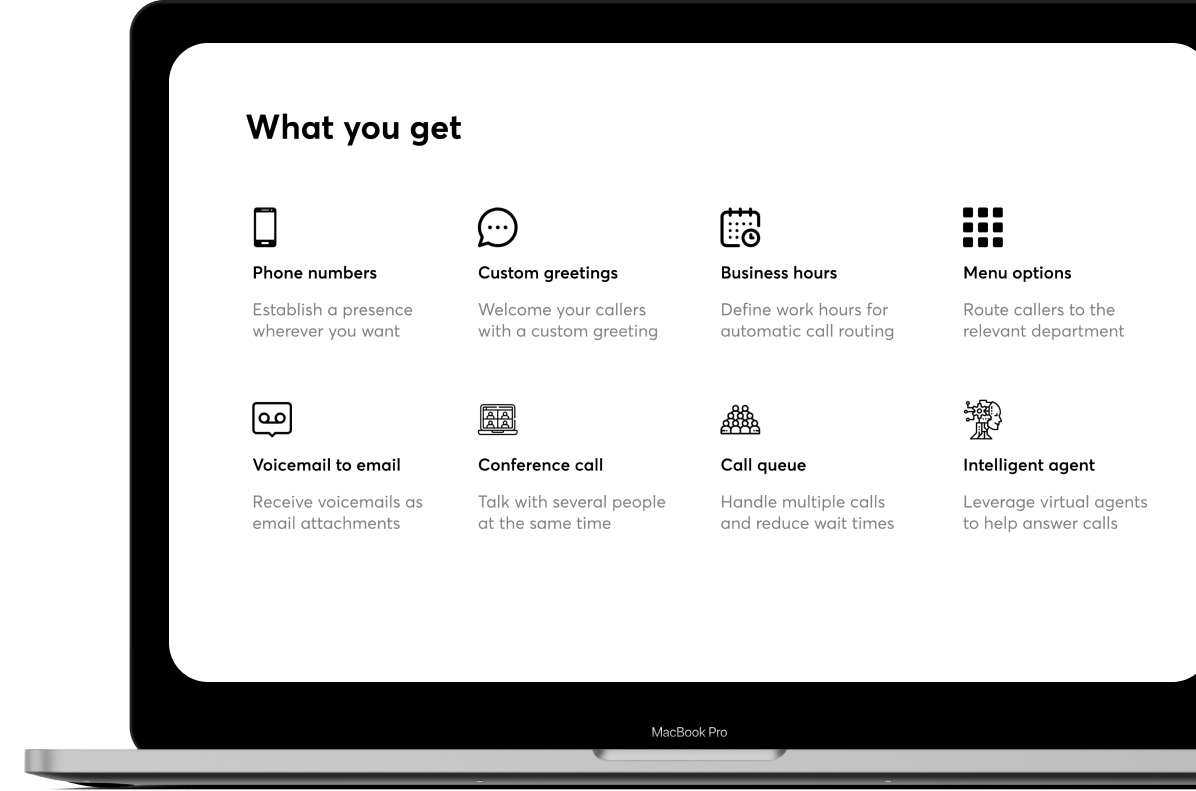 What you get
Phone numbers
Establish a presence
wherever you want
Custom greetings
Welcome your callers
with a custom greeting
Business hours
Define work hours for
automatic call routing
Menu options
Route callers to the
relevant department
Voicemail to email
Receive voicemails as
email attachments
Conference call
Talk with several people
at the same time
Call queue
Handle multiple calls
and reduce wait times
Intelligent agent
Leverage virtual agents
to help answer calls
MacBook Pro